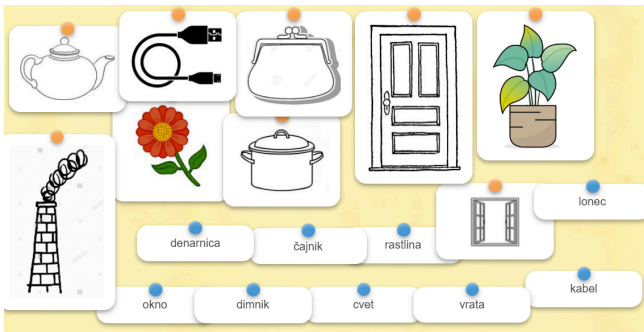 lonec
denarnica
čajnik
rastlina
kabel
okno
dimnik
cvet
vrata